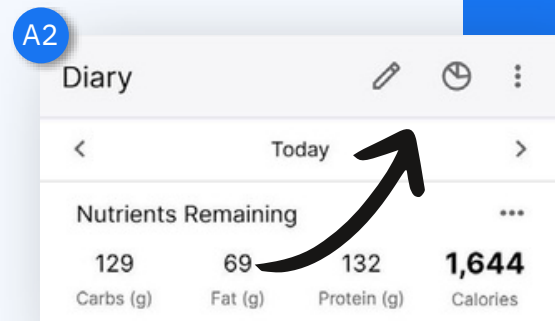 A2
Diary
Today
Nutrients Remaining
129 69 132 1,644
Carbs (g) Fat (g) Protein (g) Calories